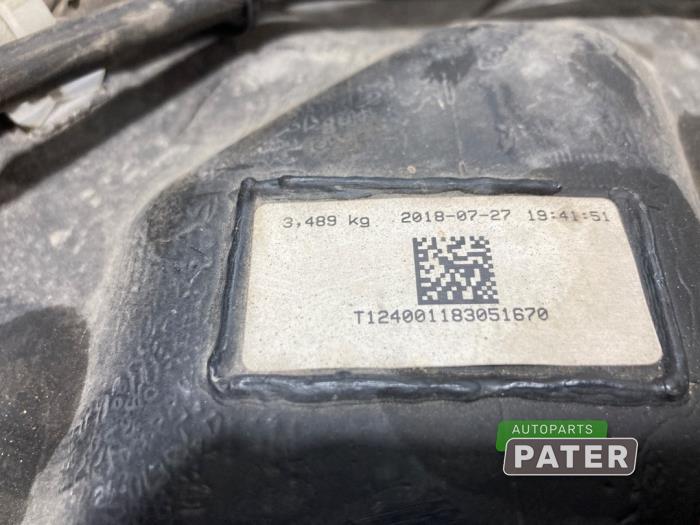 3,489 kg 2018-07-27 19:41:51
T124001183051670
AUTOPARTS
PATER